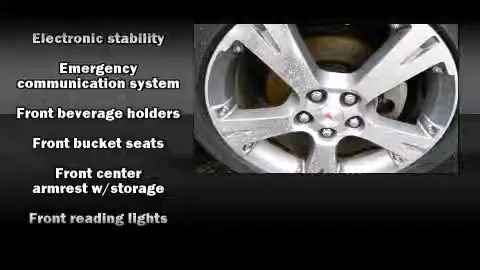 Electronic stability
Emergency
communication system
Front beverage holders
Front bucket seats
Front center
armrest w/storage
Front reading lights